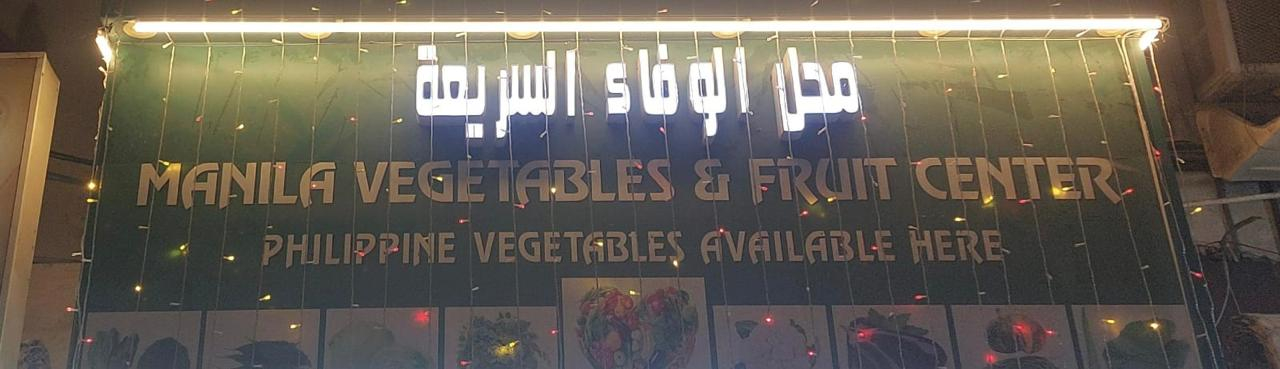 محل الوفاء السريعة
MANILA VEGETABLES & FRUIT CENTER
PHILIPPINE VEGETABLES AVAILABLE HERE